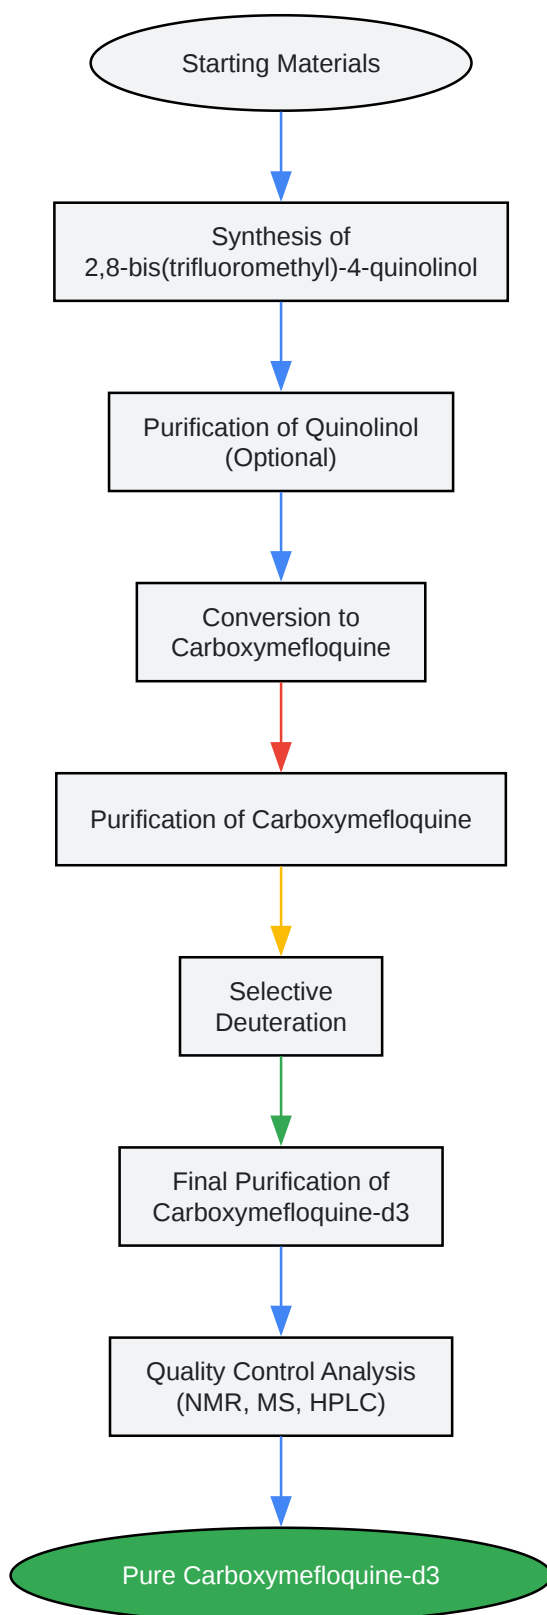 Starting Materials
Synthesis of
2,8-bis(trifluoromethyl)-4-quinolinol
Purification of Quinolinol
(Optional)
Conversion to
Carboxymefloquine
Purification of Carboxymefloquine
Selective
Deuteration
Final Purification of
Carboxymefloquine-d3
Quality Control Analysis
(NMR, MS, HPLC)
Pure Carboxymefloquine-d3